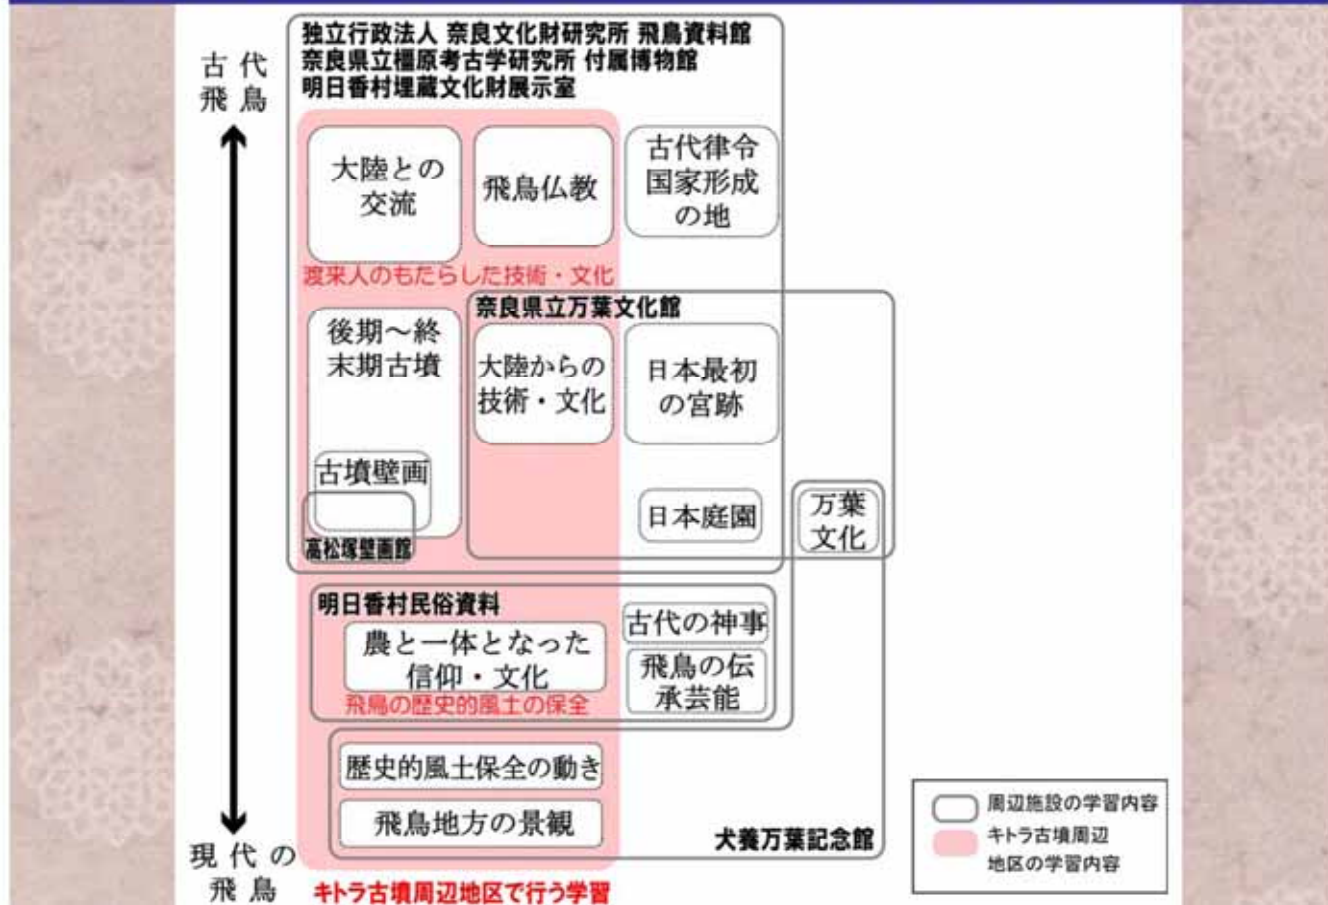 独立行政法人 奈良文化財研究所 飛鳥資料館
奈良県立橿原考古学研究所 付属博物館
明日香村埋蔵文化財展示室
古代
飛鳥
大陸との
交流
飛鳥仏教
古代律令
国家形成
の地
渡来人のもたらした技術・文化
奈良県立万葉文化館
後期~終
末期古墳
大陸からの
技術・文化
日本最初
の宮跡
古墳壁画
高松塚壁画館
日本庭園
万葉
文化
明日香村民俗資料
農と一体となった
信仰・文化
飛鳥の歴史的風土の保全
古代の神事
飛鳥の伝
承芸能
歴史的風土保全の動き
飛鳥地方の景観
犬養万葉記念館
現代の
飛鳥
キトラ古墳周辺地区で行う学習
周辺施設の学習内容
キトラ古墳周辺
地区の学習内容